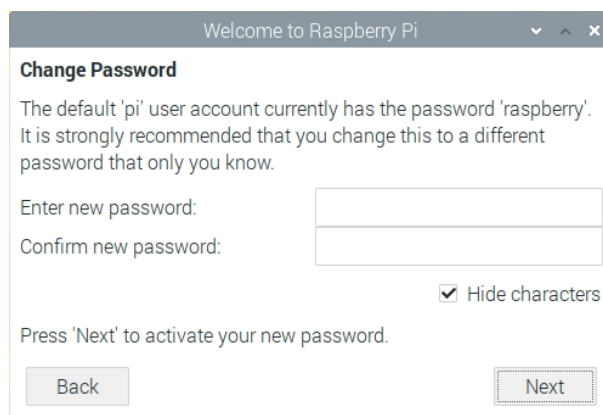 Welcome to Raspberry Pi
Change Password
The default 'pi' user account currently has the password 'raspberry'.
It is strongly recommended that you change this to a different
password that only you know.
Enter new password:
Confirm new password:
Hide characters
Press 'Next' to activate your new password.
Back
Next